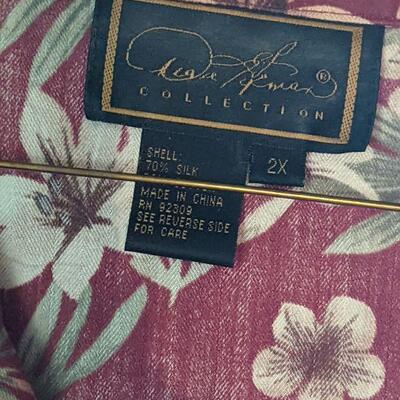 ®
COLLECTION
SHELL:
70% SILK
2X
MADE IN CHINA
RN 92309
SEE REVERSE SIDE
FOR CARE